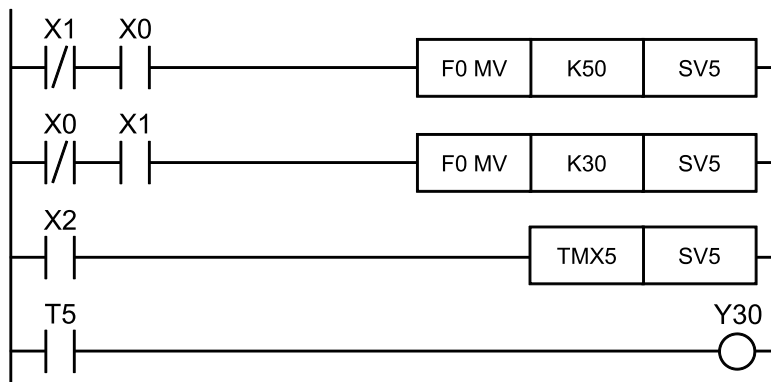 X1 X0
F0 MV K50 SV5
X0 X1
F0 MV K30 SV5
X2
TMX5 SV5
T5 Y30